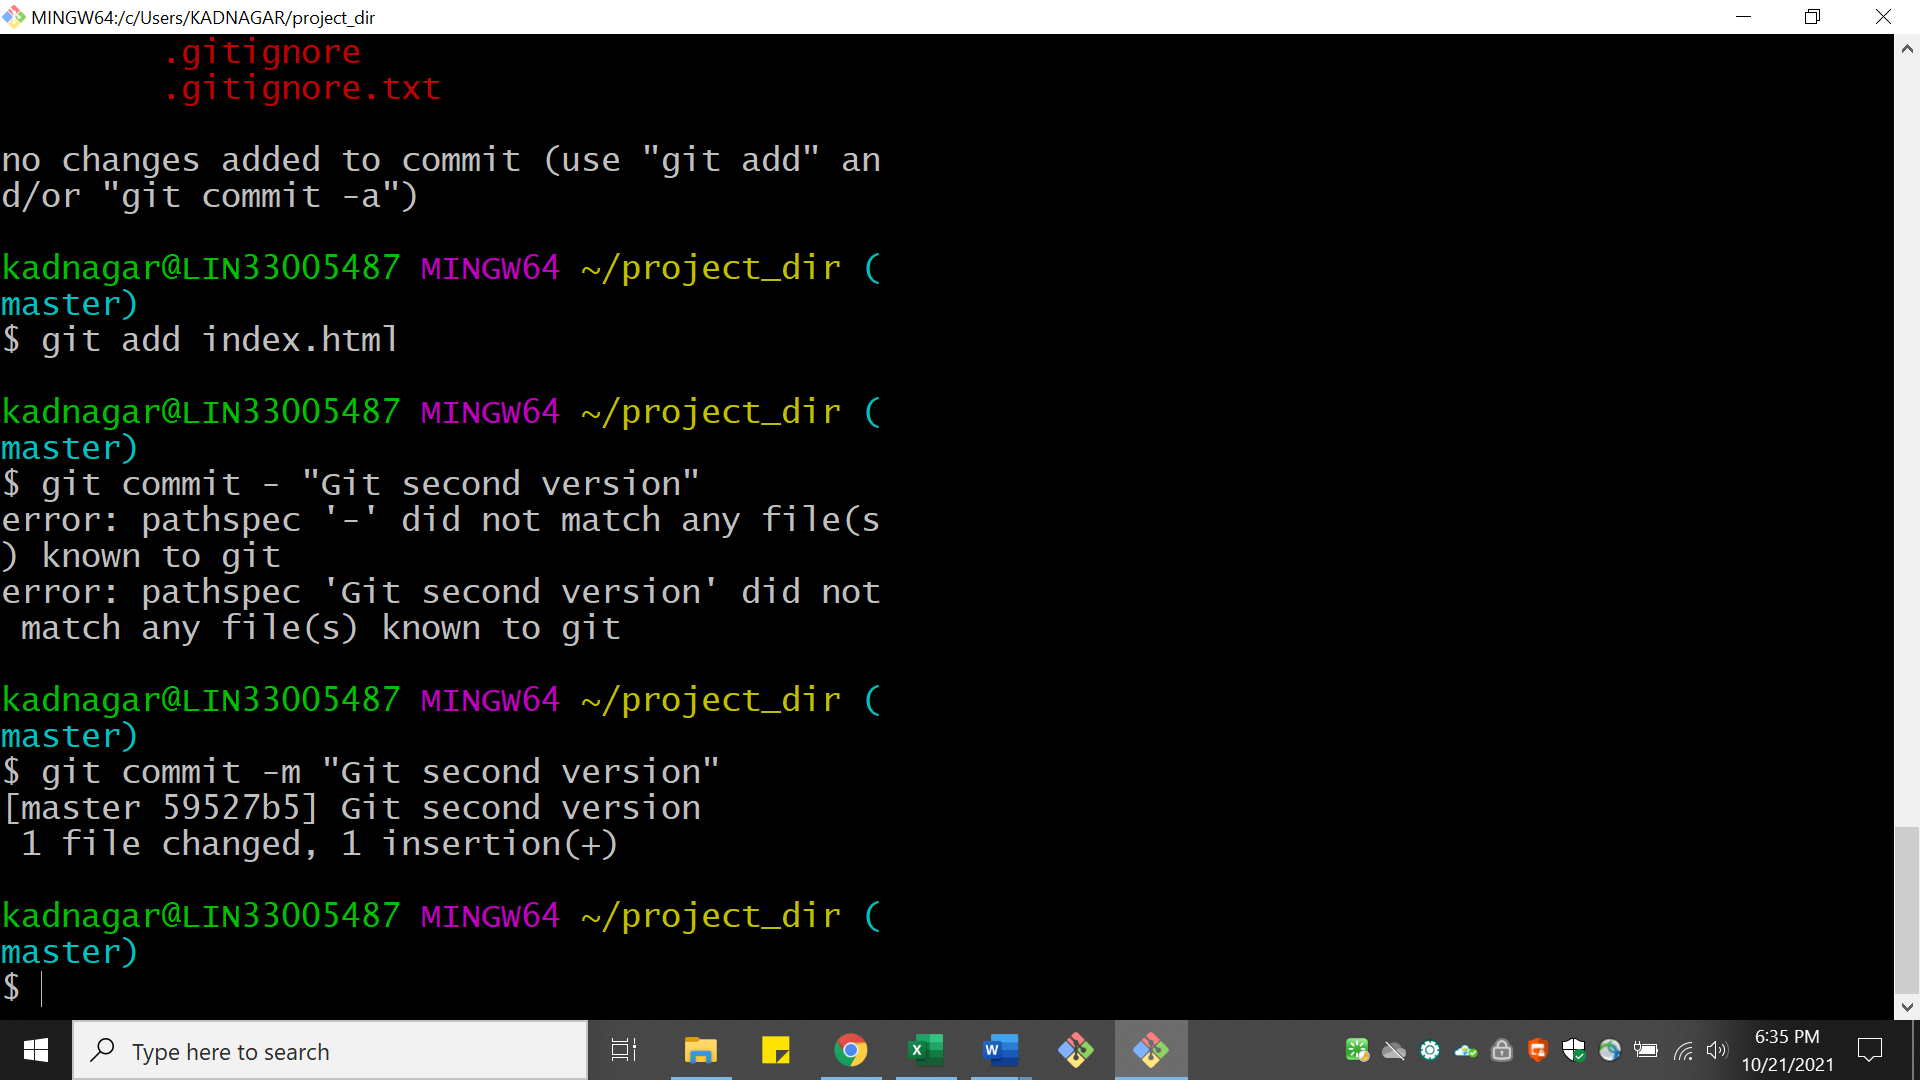 MINGW64:/c/Users/KADNAGAR/project_dir
.gitignore
.gitignore.txt
no changes added to commit (use "git add" an
d/or "git commit -a")
kadnagar@LIN33005487 MINGW64 ~/project_dir (
master)
$ git add index.html
kadnagar@LIN33005487 MINGW64 ~/project_dir (
master)
$ git commit - "Git second version"
error: pathspec '-' did not match any file(s
) known to git
error: pathspec 'Git second version' did not
 match any file(s) known to git
kadnagar@LIN33005487 MINGW64 ~/project_dir (
master)
$ git commit -m "Git second version"
[master 59527b5] Git second version
 1 file changed, 1 insertion(+)
kadnagar@LIN33005487 MINGW64 ~/project_dir (
master)
$
Type here to search
6:35 PM
10/21/2021